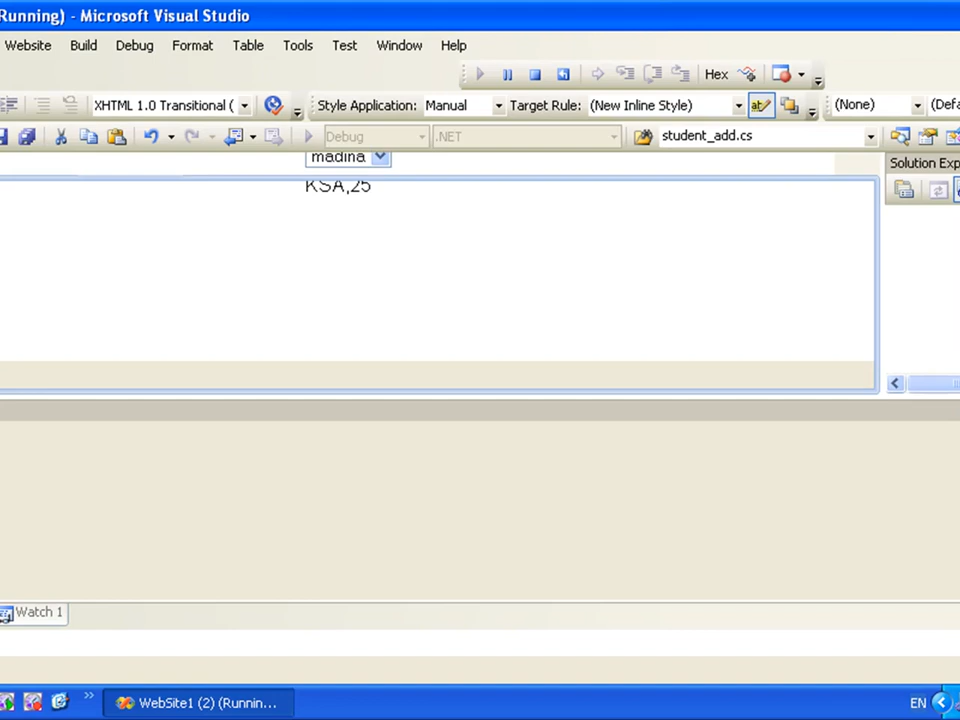 Running) - Microsoft Visual Studio
Website Build Debug Format Table Tools Test Window Help
Hex
XHTML 1.0 Transitional ( Style Application: Manual Target Rule: (New Inline Style) (None) (Defa
Debug .NET student_add.cs
madina
Solution Exp
KSA,25
Watch 1
WebSite1 (2) (Runnin... EN